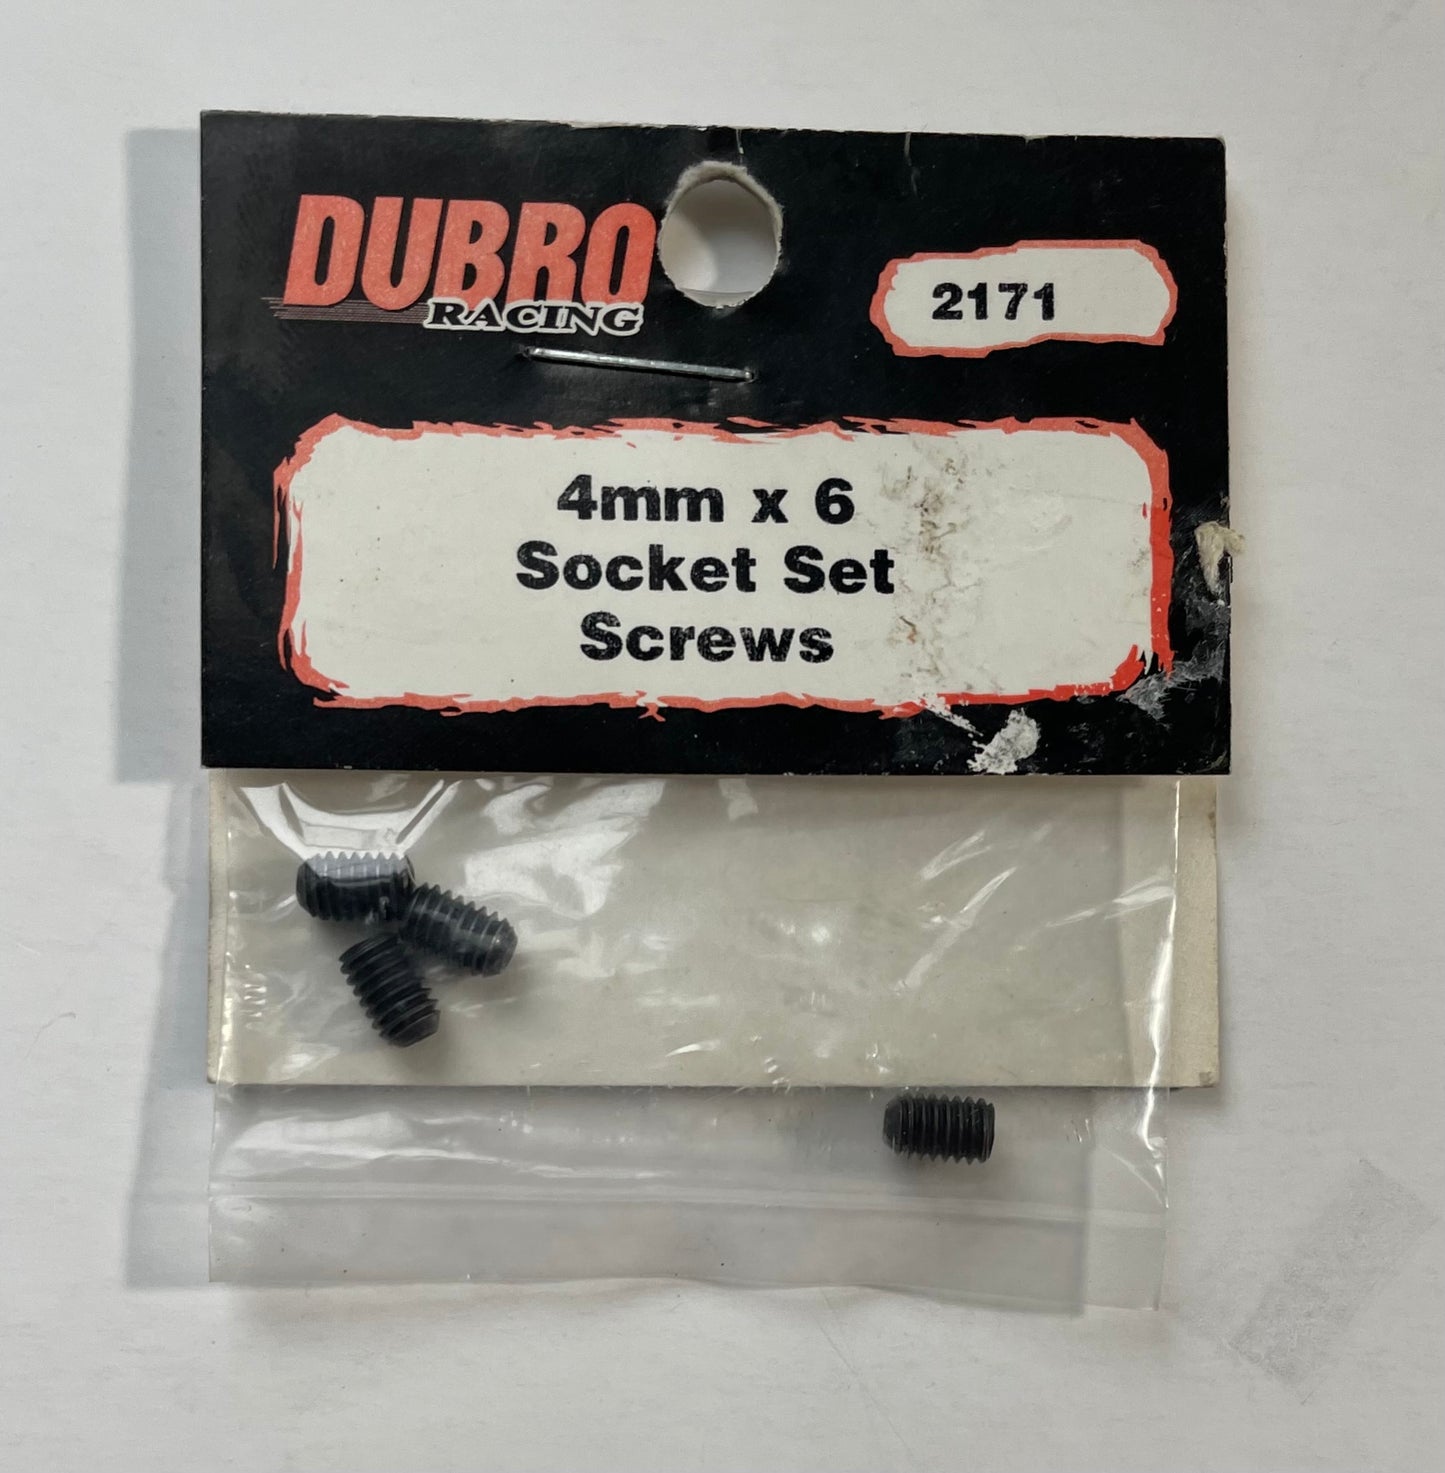 DUBRO
RACING
2171
4mm x 6
Socket Set
Screws